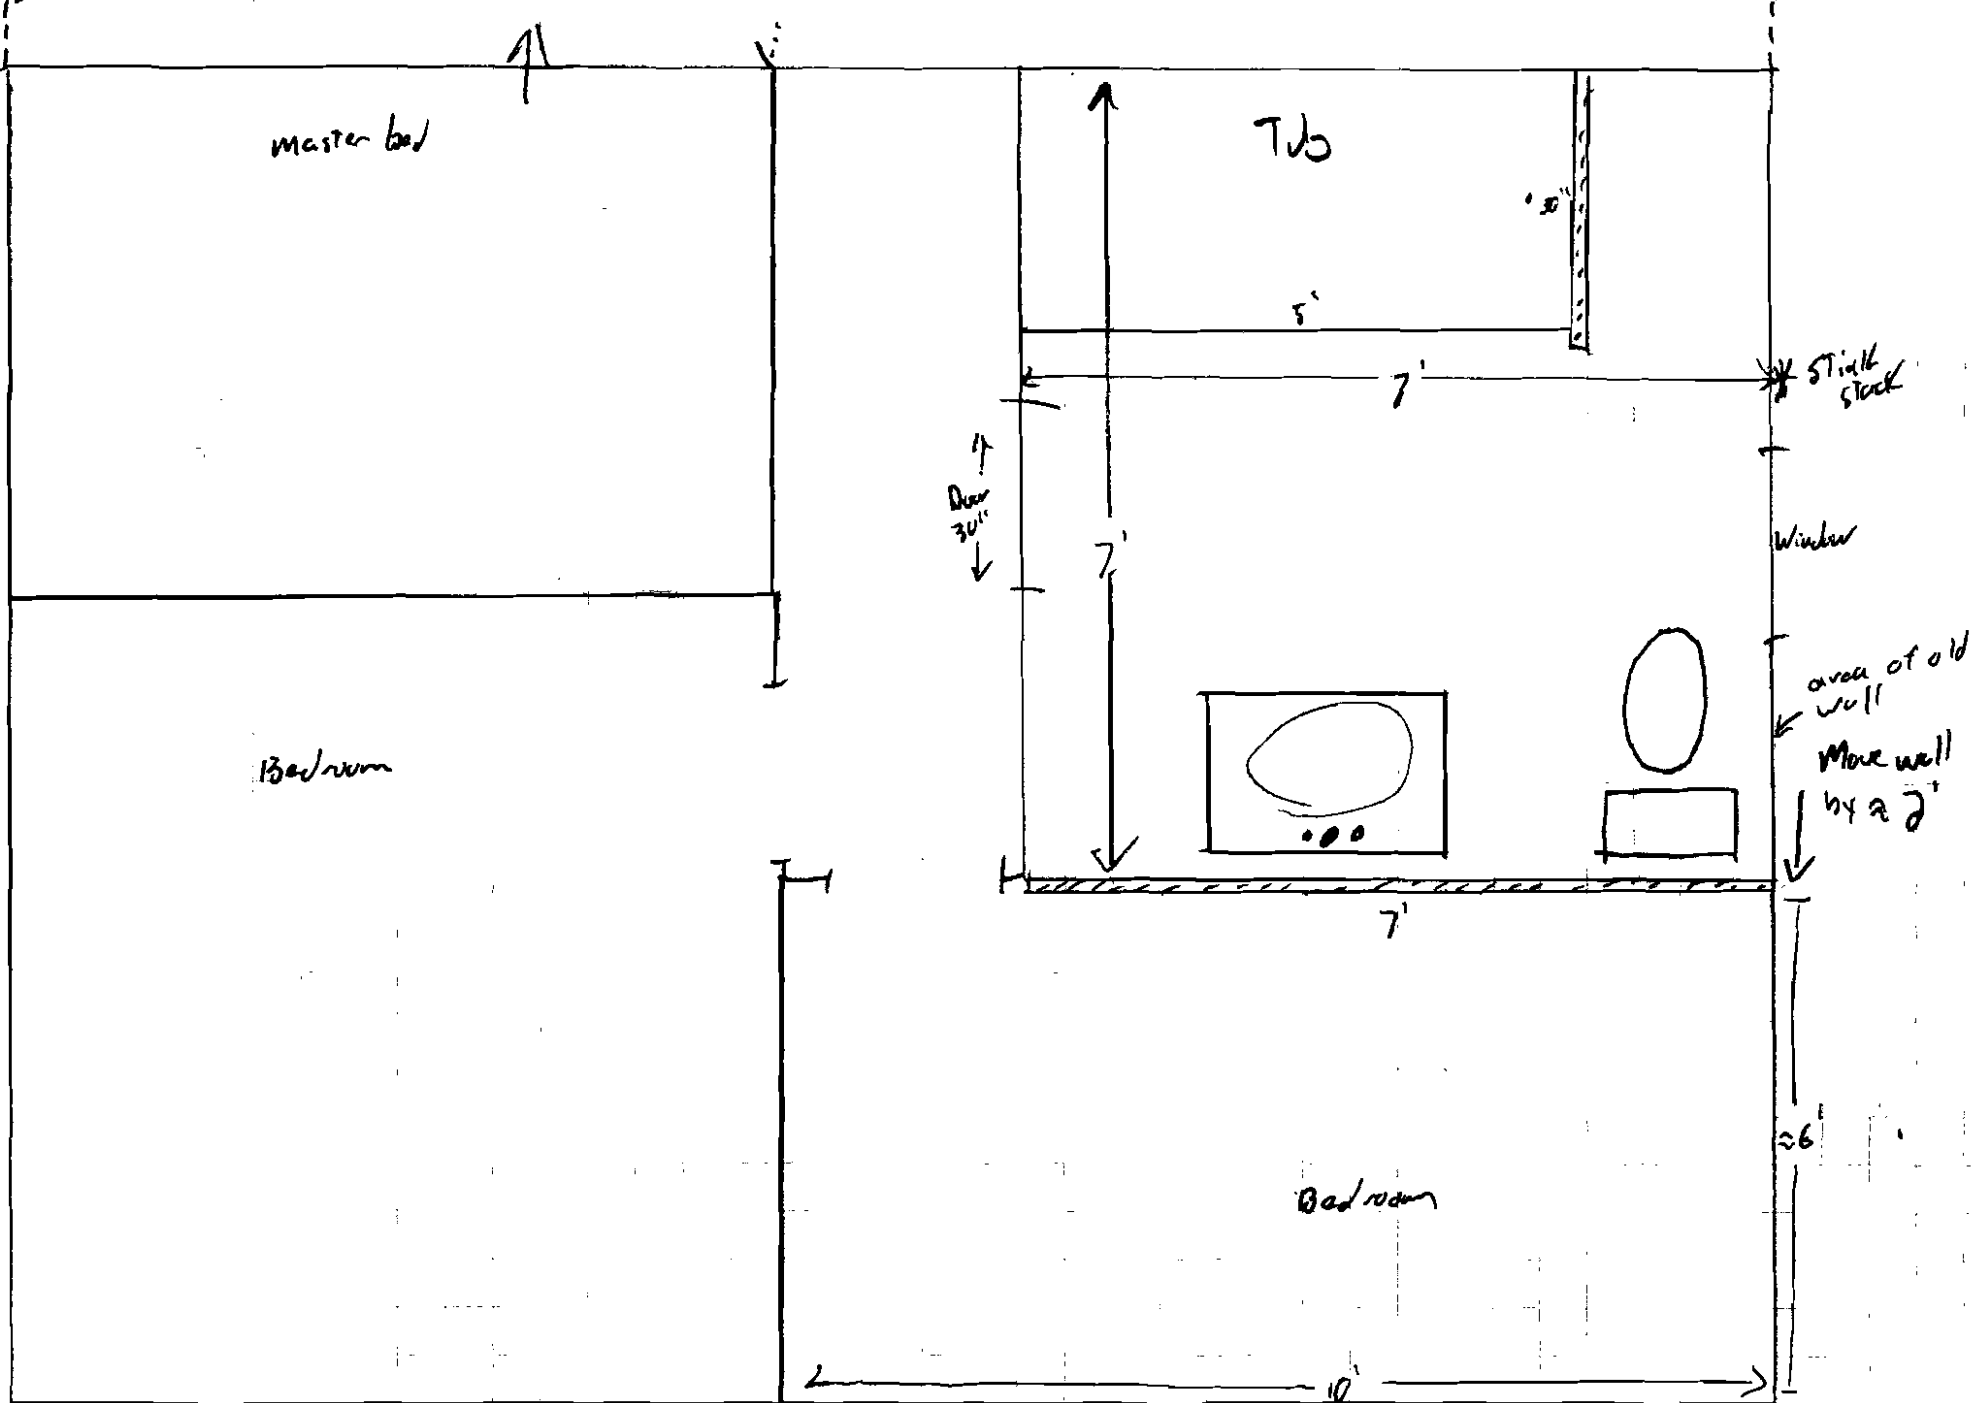 Master bed
Tub
30"
5'
7'
Stink
Stack
Door
30"
7'
Window
area of old
wall
Move wall
by ≈ 2'
Bedroom
7'
≈6'
Bedroom
10'